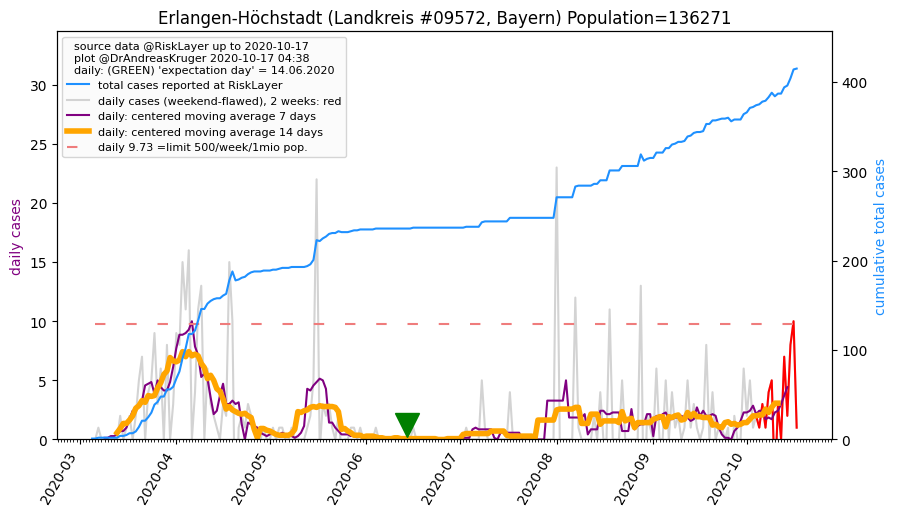 Erlangen-Höchstadt (Landkreis #09572, Bayern) Population=136271
source data @RiskLayer up to 2020-10-17
plot @DrAndreasKruger 2020-10-17 04:38
daily: (GREEN) 'expectation day' = 14.06.2020
total cases reported at RiskLayer
daily cases (weekend-flawed), 2 weeks: red
daily: centered moving average 7 days
daily: centered moving average 14 days
daily 9.73 =limit 500/week/1mio pop.
daily cases
30
25
20
15
10
5
0
cumulative total cases
400
300
200
100
0
2020-03
2020-04
2020-05
2020-06
2020-07
2020-08
2020-09
2020-10